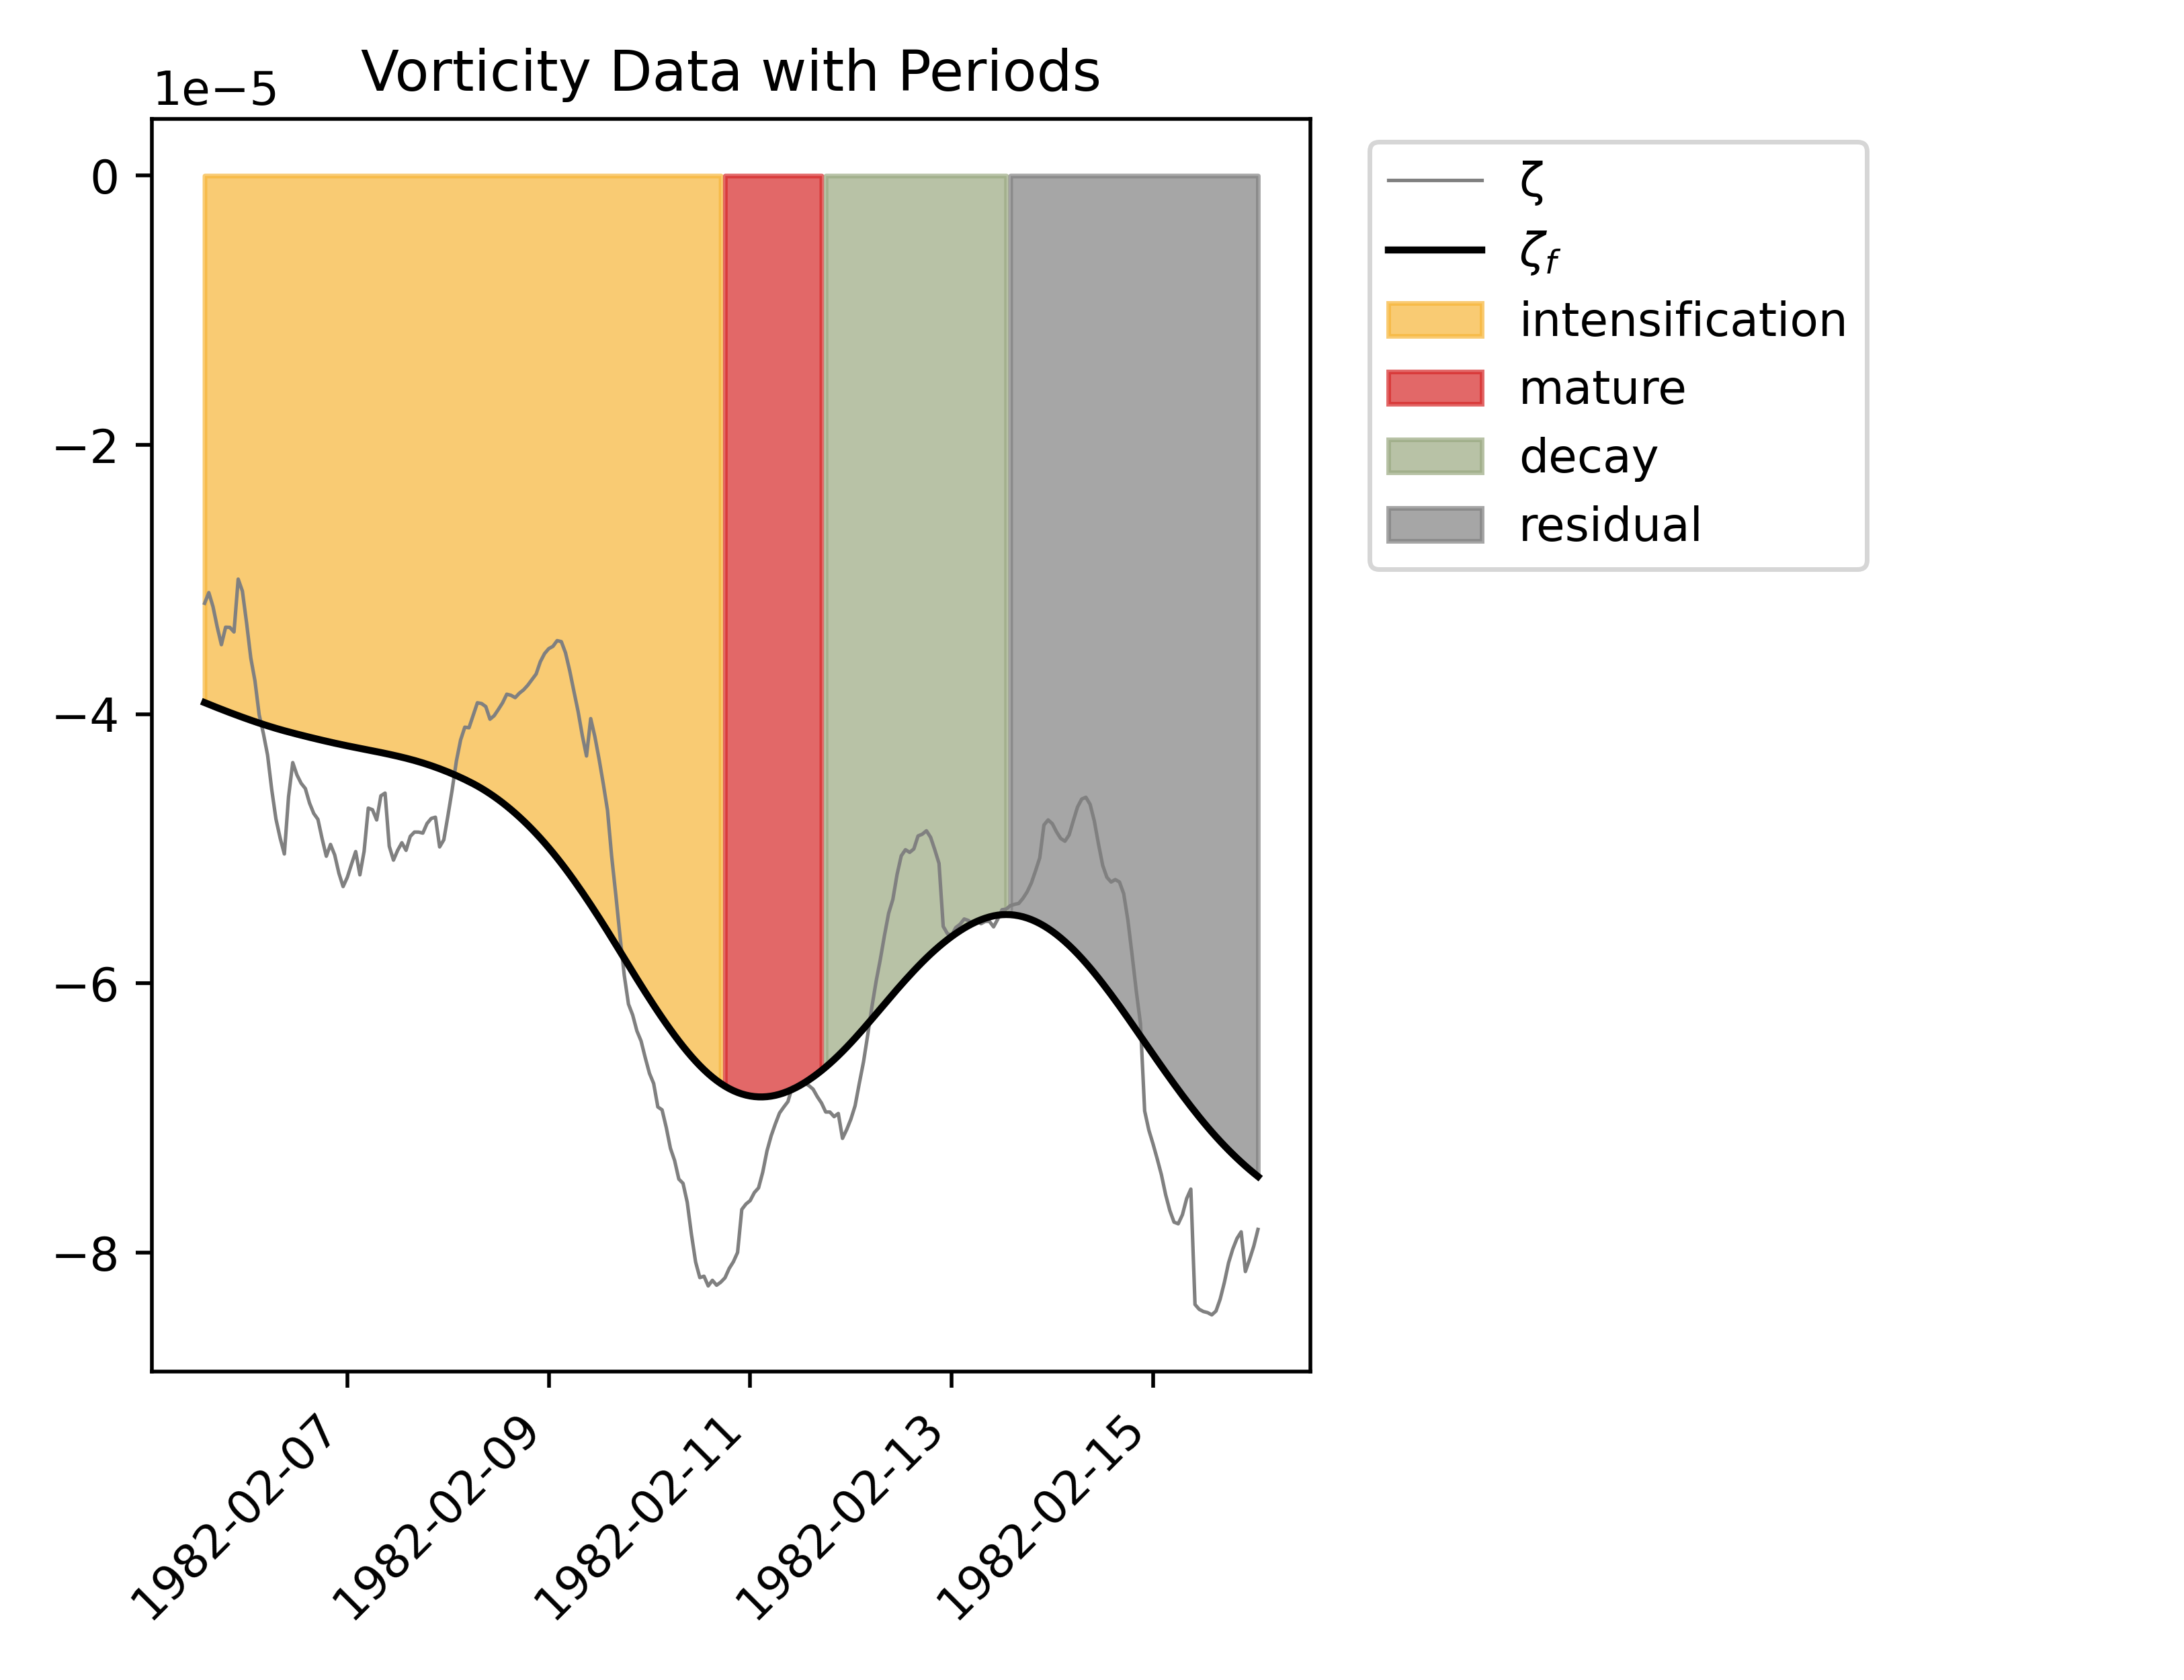 Vorticity Data with Periods
1e−5
0
−2
−4
−6
−8
1982-02-07
1982-02-09
1982-02-11
1982-02-13
1982-02-15
ζ
ζf
intensification
mature
decay
residual